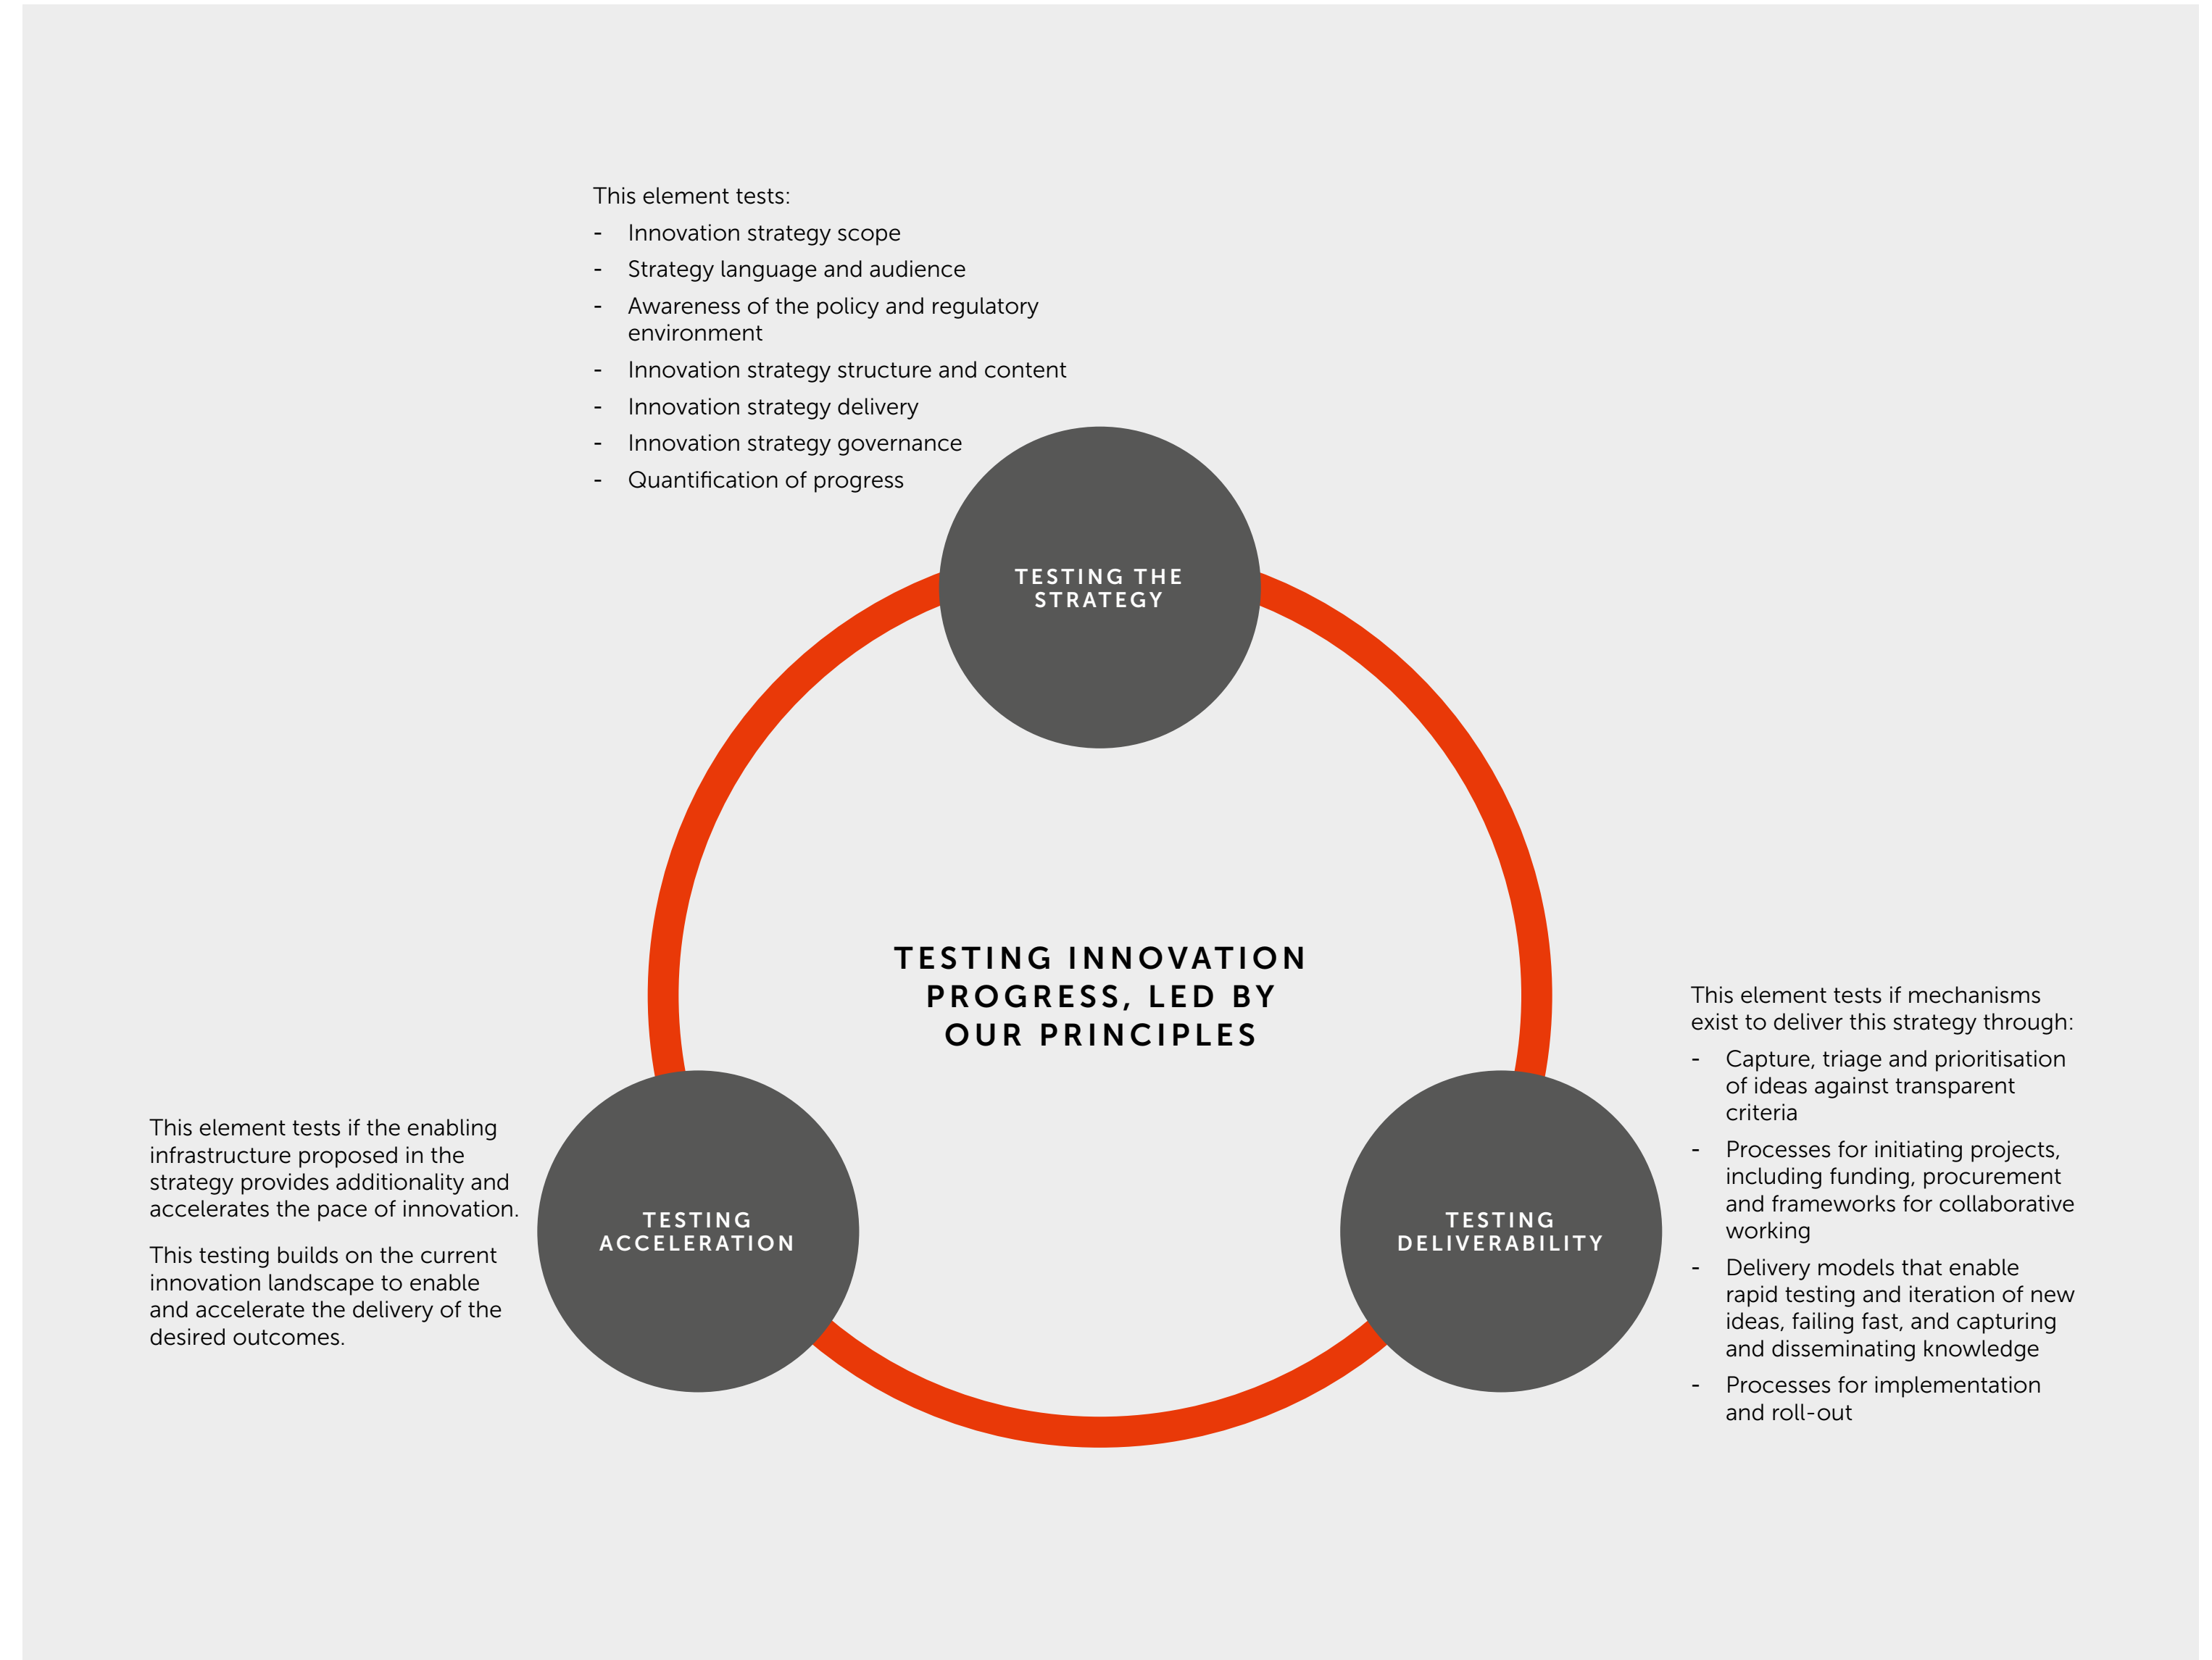 This element tests:
- Innovation strategy scope
- Strategy language and audience
- Awareness of the policy and regulatory
environment
- Innovation strategy structure and content
- Innovation strategy delivery
- Innovation strategy governance
- Quantification of progress
TESTING THE
STRATEGY
TESTING INNOVATION
PROGRESS, LED BY
OUR PRINCIPLES
This element tests if the enabling
infrastructure proposed in the
strategy provides additionality and
accelerates the pace of innovation.
This testing builds on the current
innovation landscape to enable
and accelerate the delivery of the
desired outcomes.
TESTING
ACCELERATION
TESTING
DELIVERABILITY
This element tests if mechanisms
exist to deliver this strategy through:
- Capture, triage and prioritisation
of ideas against transparent
criteria
- Processes for initiating projects,
including funding, procurement
and frameworks for collaborative
working
- Delivery models that enable
rapid testing and iteration of new
ideas, failing fast, and capturing
and disseminating knowledge
- Processes for implementation
and roll-out